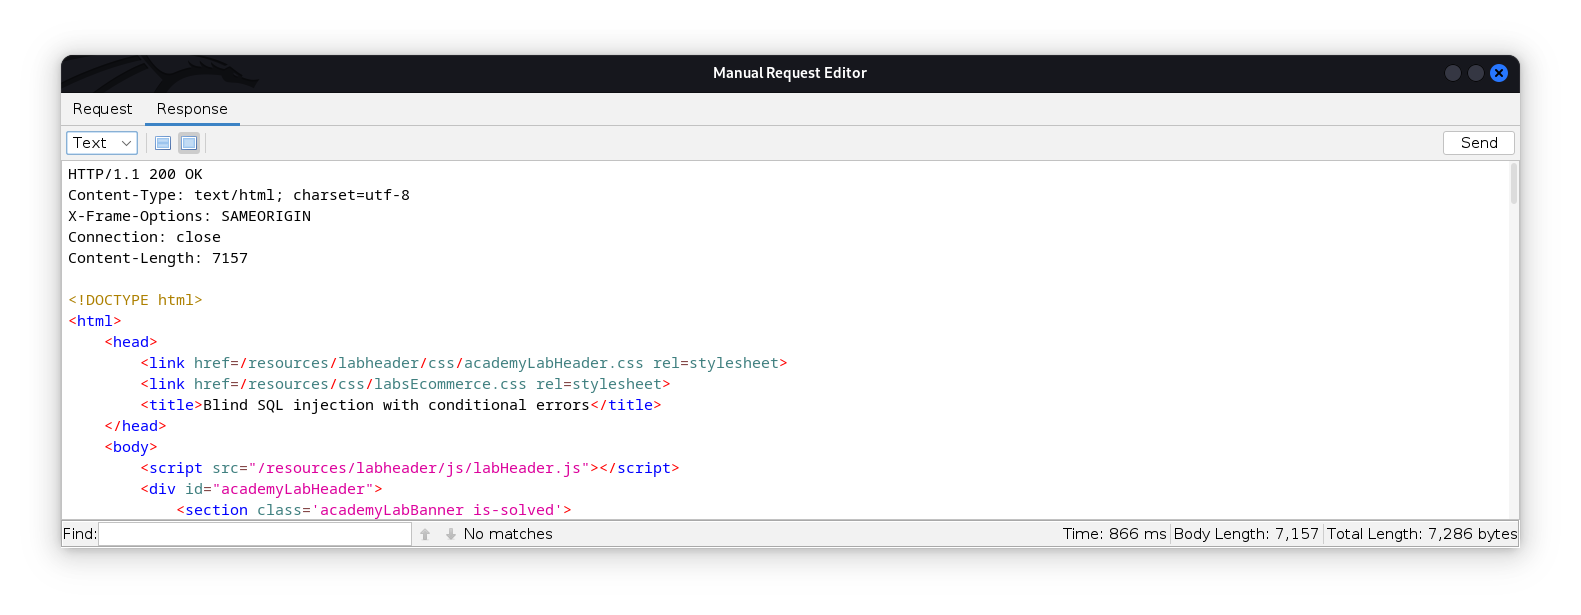 Manual Request Editor
Request Response
Text Send
HTTP/1.1 200 OK
Content-Type: text/html; charset=utf-8
X-Frame-Options: SAMEORIGIN
Connection: close
Content-Length: 7157

<!DOCTYPE html>
<html>
    <head>
        <link href=/resources/labheader/css/academyLabHeader.css rel=stylesheet>
        <link href=/resources/css/labsEcommerce.css rel=stylesheet>
        <title>Blind SQL injection with conditional errors</title>
    </head>
    <body>
        <script src="/resources/labheader/js/labHeader.js"></script>
        <div id="academyLabHeader">
            <section class='academyLabBanner is-solved'>
Find: No matches Time: 866 ms Body Length: 7,157 Total Length: 7,286 bytes